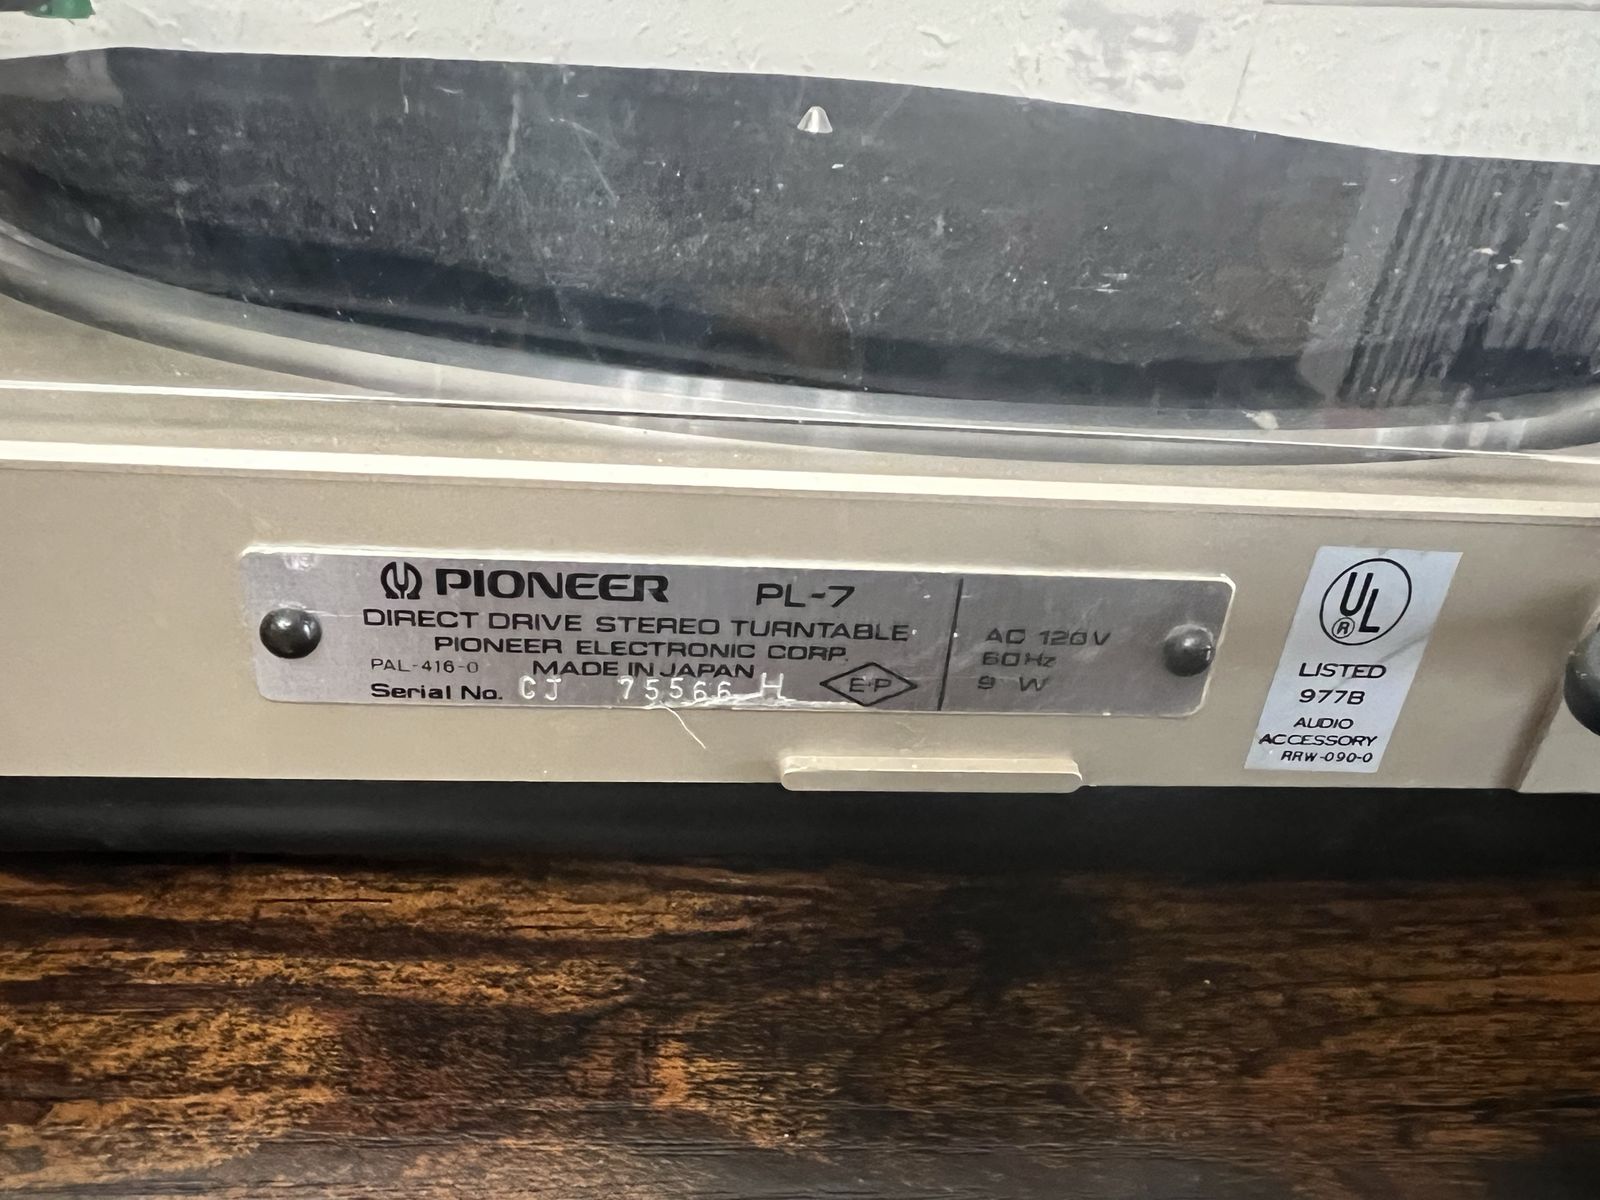 PIONEER PL-7
DIRECT DRIVE STEREO TURNTABLE
PIONEER ELECTRONIC CORP.
PAL-416-0 MADE IN JAPAN
Serial No. CJ 75566 H
E+P
AC 120V
60Hz
9 W
UL
®
LISTED
977B
AUDIO
ACCESSORY
RRW-090-0